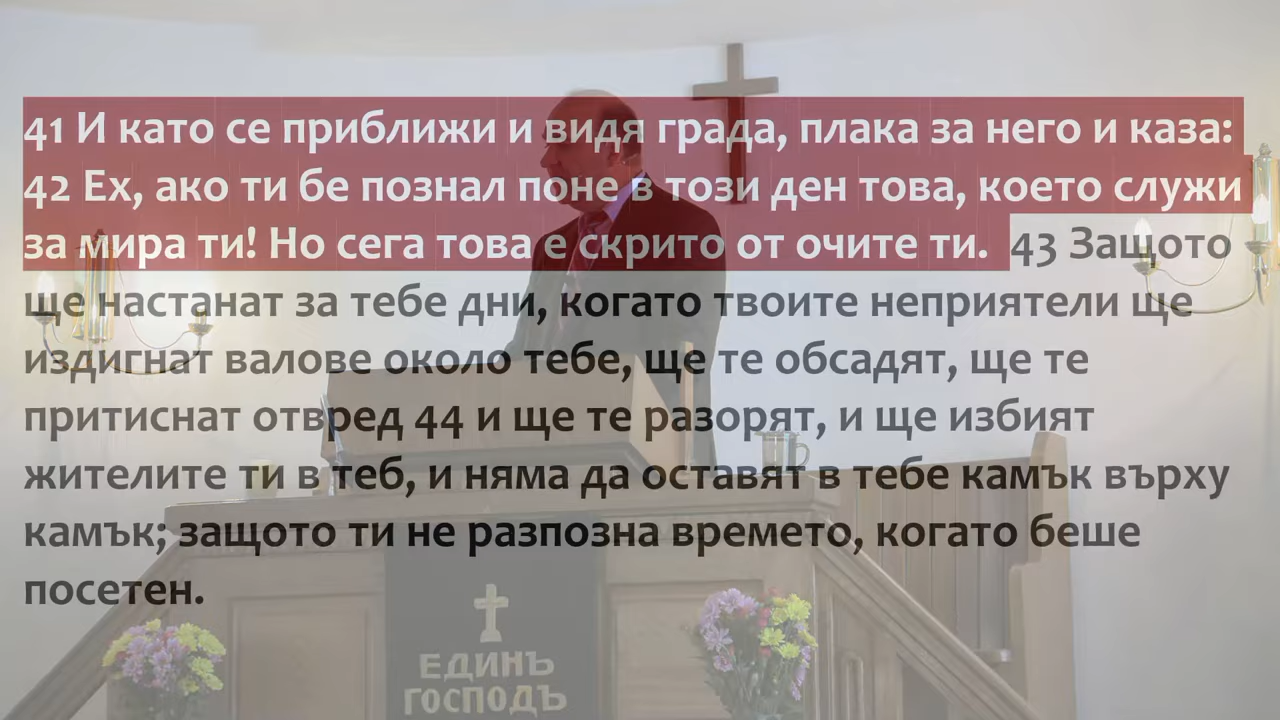 41 И като се приближи и видя града, плака за него и каза:
42 Ех, ако ти бе познал поне в този ден това, което служи
за мира ти! Но сега това е скрито от очите ти. 43 Защото
ще настанат за тебе дни, когато твоите неприятели ще
издигнат валове около тебе, ще те обсадят, ще те
притиснат отвред 44 и ще те разорят, и ще избият
жителите ти в теб, и няма да оставят в тебе камък върху
камък; защото ти не разпозна времето, когато беше
посетен.
ЕДИНЪ
ГОСПОДЪ